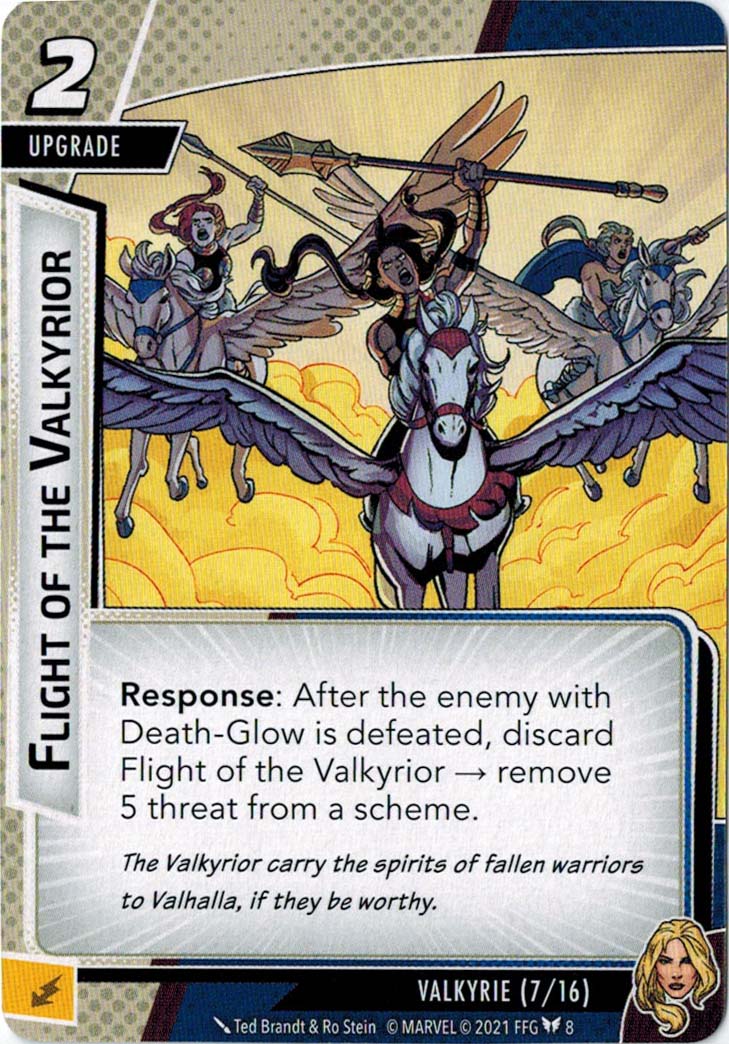 2
UPGRADE
FLIGHT OF THE VALKYRIOR
Response: After the enemy with
Death-Glow is defeated, discard
Flight of the Valkyrior → remove
5 threat from a scheme.
The Valkyrior carry the spirits of fallen warriors
to Valhalla, if they be worthy.
VALKYRIE (7/16)
Ted Brandt & Ro Stein © MARVEL © 2021 FFG 8